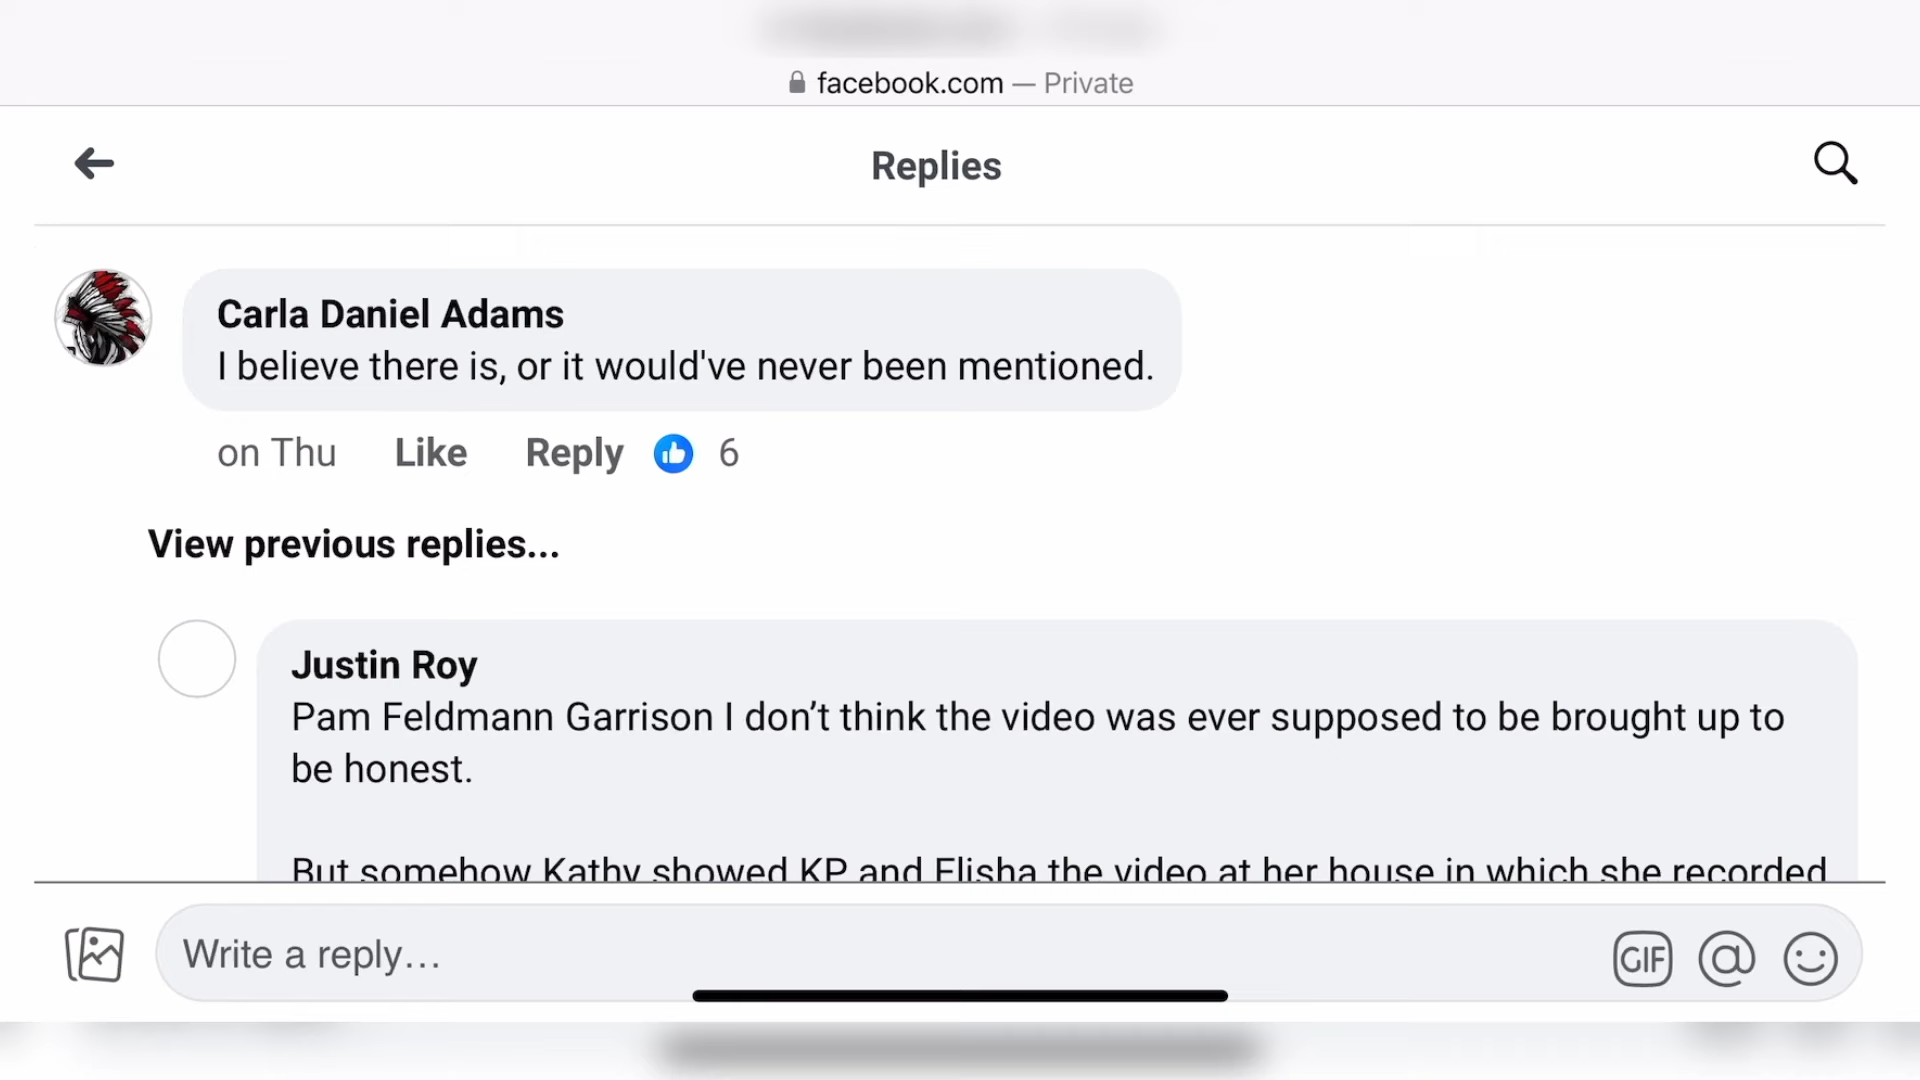 facebook.com — Private
Replies
Carla Daniel Adams
I believe there is, or it would've never been mentioned.
on Thu Like Reply 6
View previous replies...
Justin Roy
Pam Feldmann Garrison I don’t think the video was ever supposed to be brought up to
be honest.
But somehow Kathy showed KP and Elisha the video at her house in which she recorded
Write a reply...
GIF @